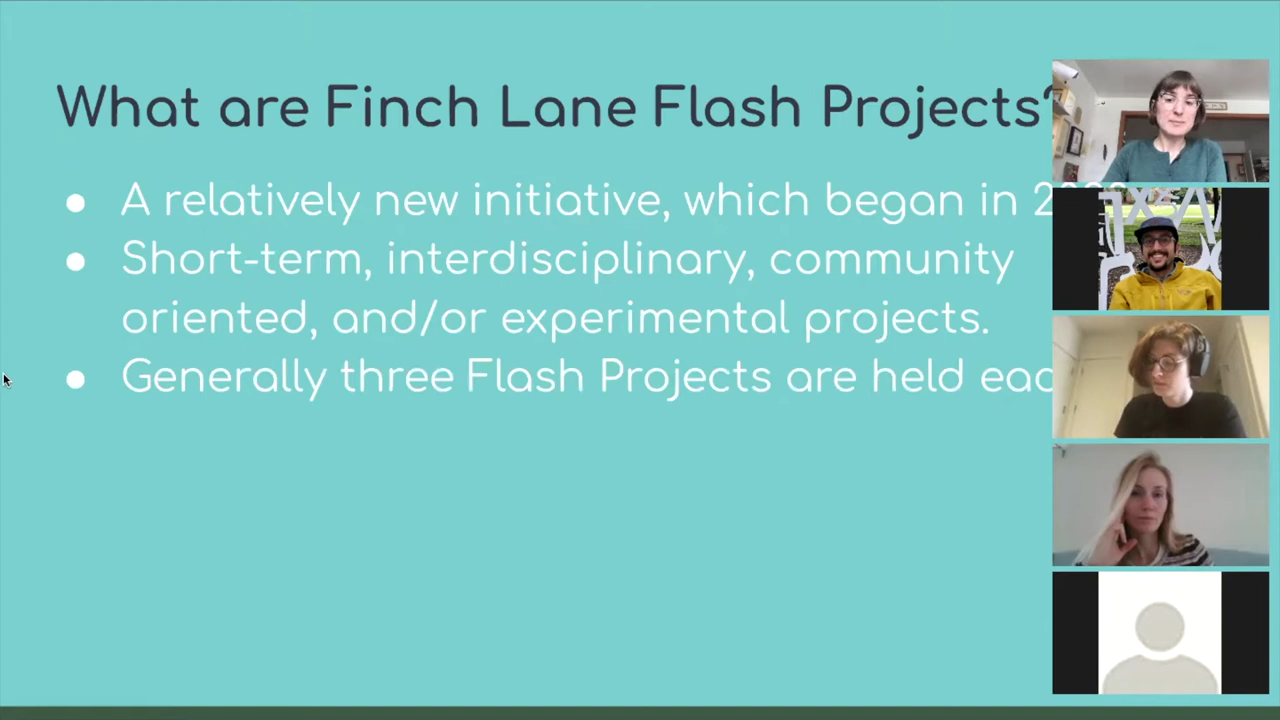 What are Finch Lane Flash Projects?
● A relatively new initiative, which began in
● Short-term, interdisciplinary, community
oriented, and/or experimental projects.
● Generally three Flash Projects are held